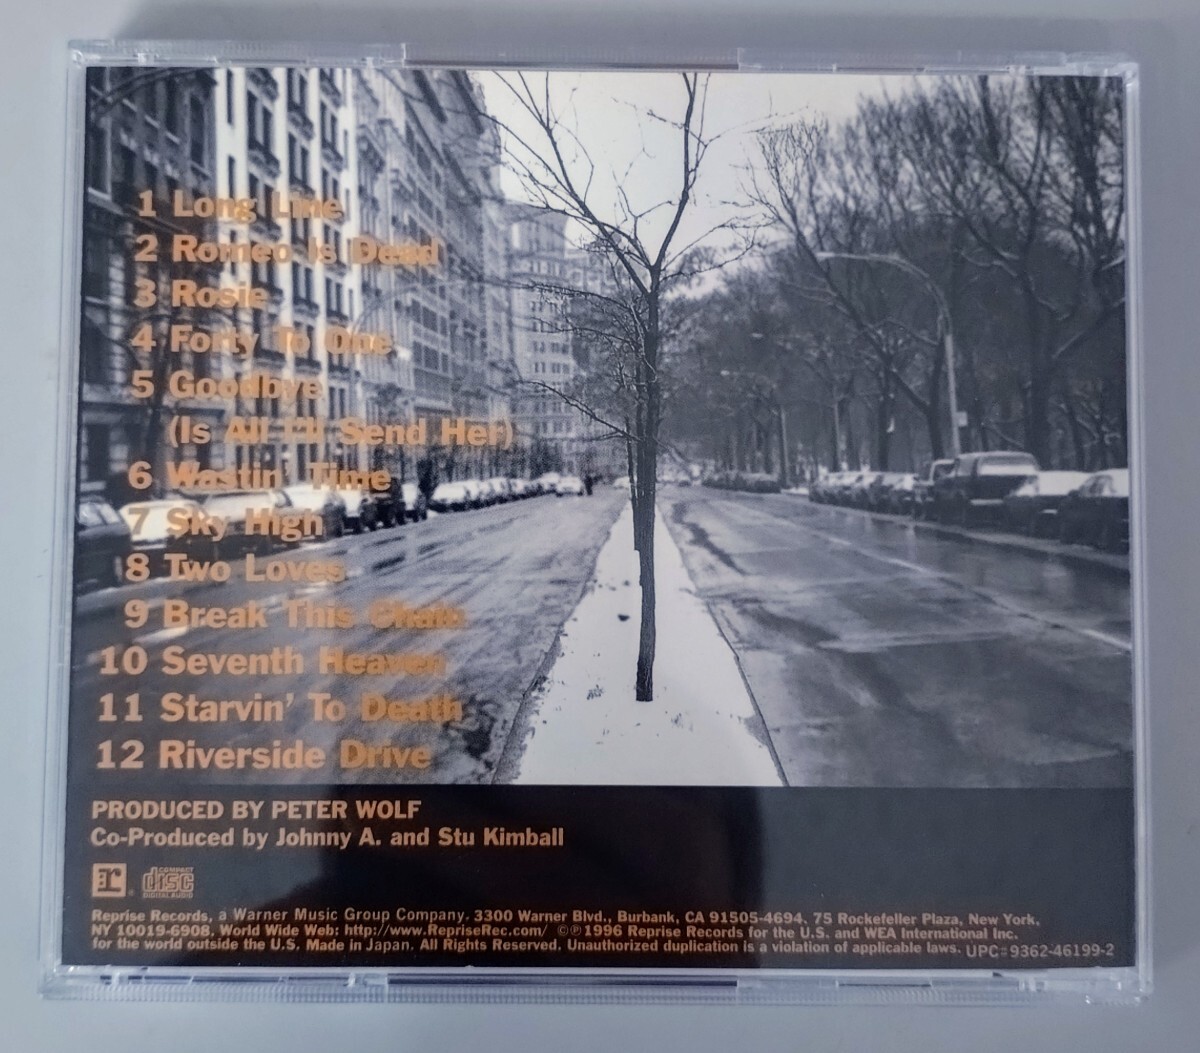 1 Long Line
2 Romeo Is Dead
3 Rosie
4 Forty To One
5 Goodbye
(Is All I'll Send Her)
6 Wastin' Time
7 Sky High
8 Two Loves
9 Break This Chain
10 Seventh Heaven
11 Starvin' To Death
12 Riverside Drive
PRODUCED BY PETER WOLF
Co-Produced by Johnny A. and Stu Kimball
r ® COMPACT disc DIGITAL AUDIO
Reprise Records, a Warner Music Group Company. 3300 Warner Blvd., Burbank, CA 91505-4694. 75 Rockefeller Plaza, New York,
NY 10019-6908. World Wide Web: http://www.RepriseRec.com/ ©℗1996 Reprise Records for the U.S. and WEA International Inc.
for the world outside the U.S. Made in Japan. All Rights Reserved. Unauthorized duplication is a violation of applicable laws. UPC=9362-46199-2